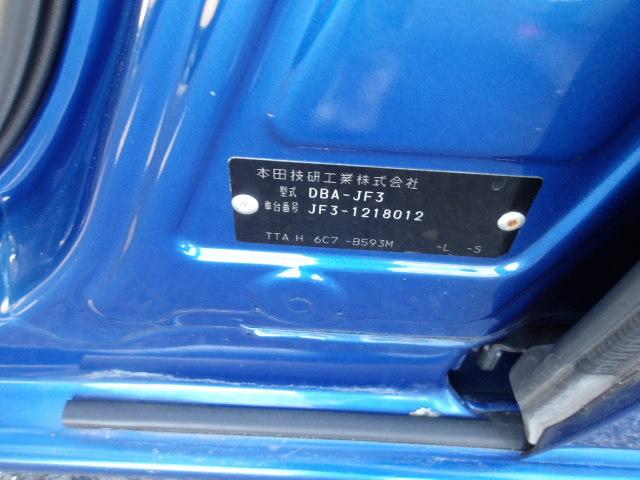 本田技研工業株式会社
型式 DBA-JF3
車台番号 JF3-1218012
TTA H 6C7 -B593M -L -S